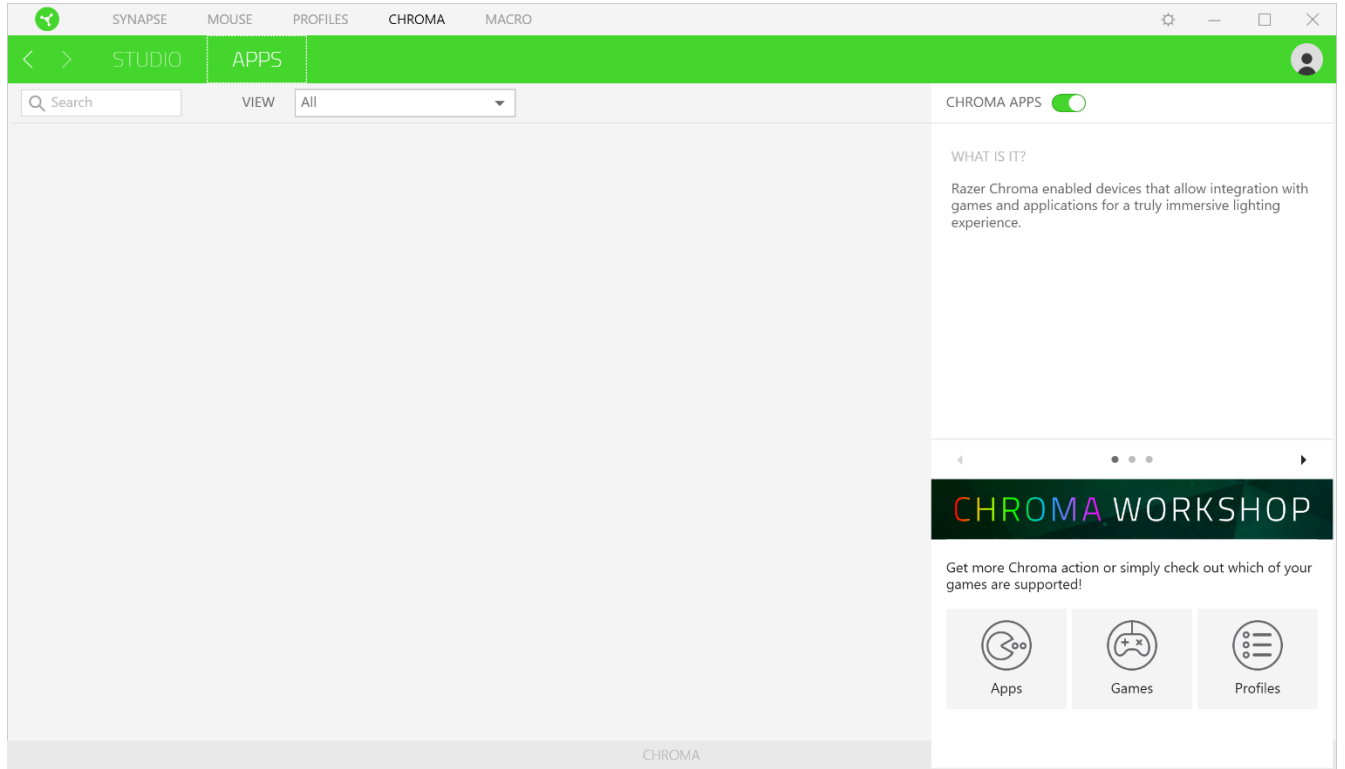 SYNAPSE MOUSE PROFILES CHROMA MACRO
STUDIO APPS
Search VIEW All
CHROMA APPS
WHAT IS IT?
Razer Chroma enabled devices that allow integration with
games and applications for a truly immersive lighting
experience.
CHROMA WORKSHOP
Get more Chroma action or simply check out which of your
games are supported!
Apps Games Profiles
CHROMA